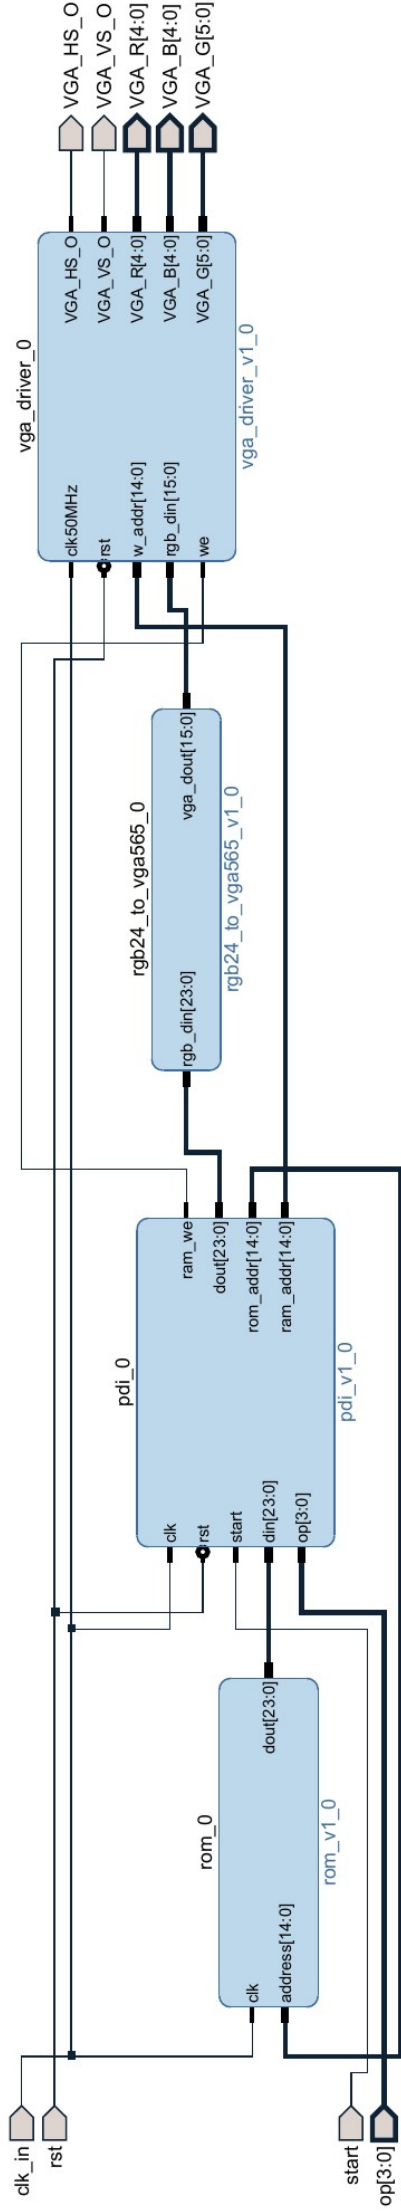 clk_in
rst
start
op[3:0]
rom_0
clk
address[14:0]
dout[23:0]
rom_v1_0
pdi_0
clk
rst
start
din[23:0]
op[3:0]
ram_we
dout[23:0]
rom_addr[14:0]
ram_addr[14:0]
pdi_v1_0
rgb24_to_vga565_0
rgb_din[23:0]
vga_dout[15:0]
rgb24_to_vga565_v1_0
vga_driver_0
clk50MHz
rst
w_addr[14:0]
rgb_din[15:0]
we
VGA_HS_O
VGA_VS_O
VGA_R[4:0]
VGA_B[4:0]
VGA_G[5:0]
vga_driver_v1_0
VGA_HS_O
VGA_VS_O
VGA_R[4:0]
VGA_B[4:0]
VGA_G[5:0]